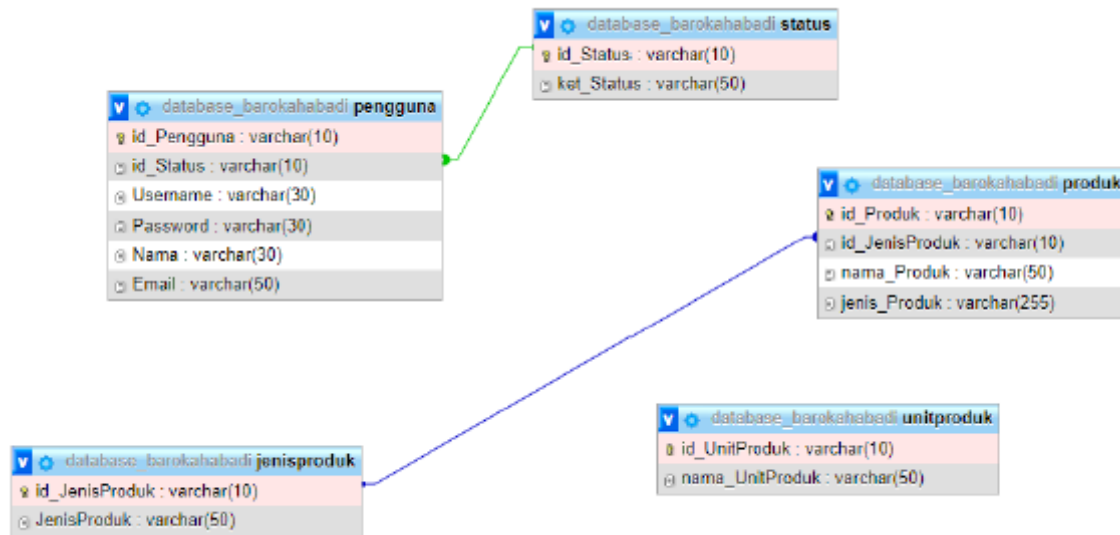 database_barokahabadi status
id_Status : varchar(10)
ket_Status : varchar(50)
database_barokahabadi pengguna
id_Pengguna : varchar(10)
id_Status : varchar(10)
Username : varchar(30)
Password : varchar(30)
Nama : varchar(30)
Email : varchar(50)
database_barokahabadi produk
id_Produk : varchar(10)
id_JenisProduk : varchar(10)
nama_Produk : varchar(50)
jenis_Produk : varchar(255)
database_barokahabadi unitproduk
id_UnitProduk : varchar(10)
nama_UnitProduk : varchar(50)
database_barokahabadi jenisproduk
id_JenisProduk : varchar(10)
JenisProduk : varchar(50)